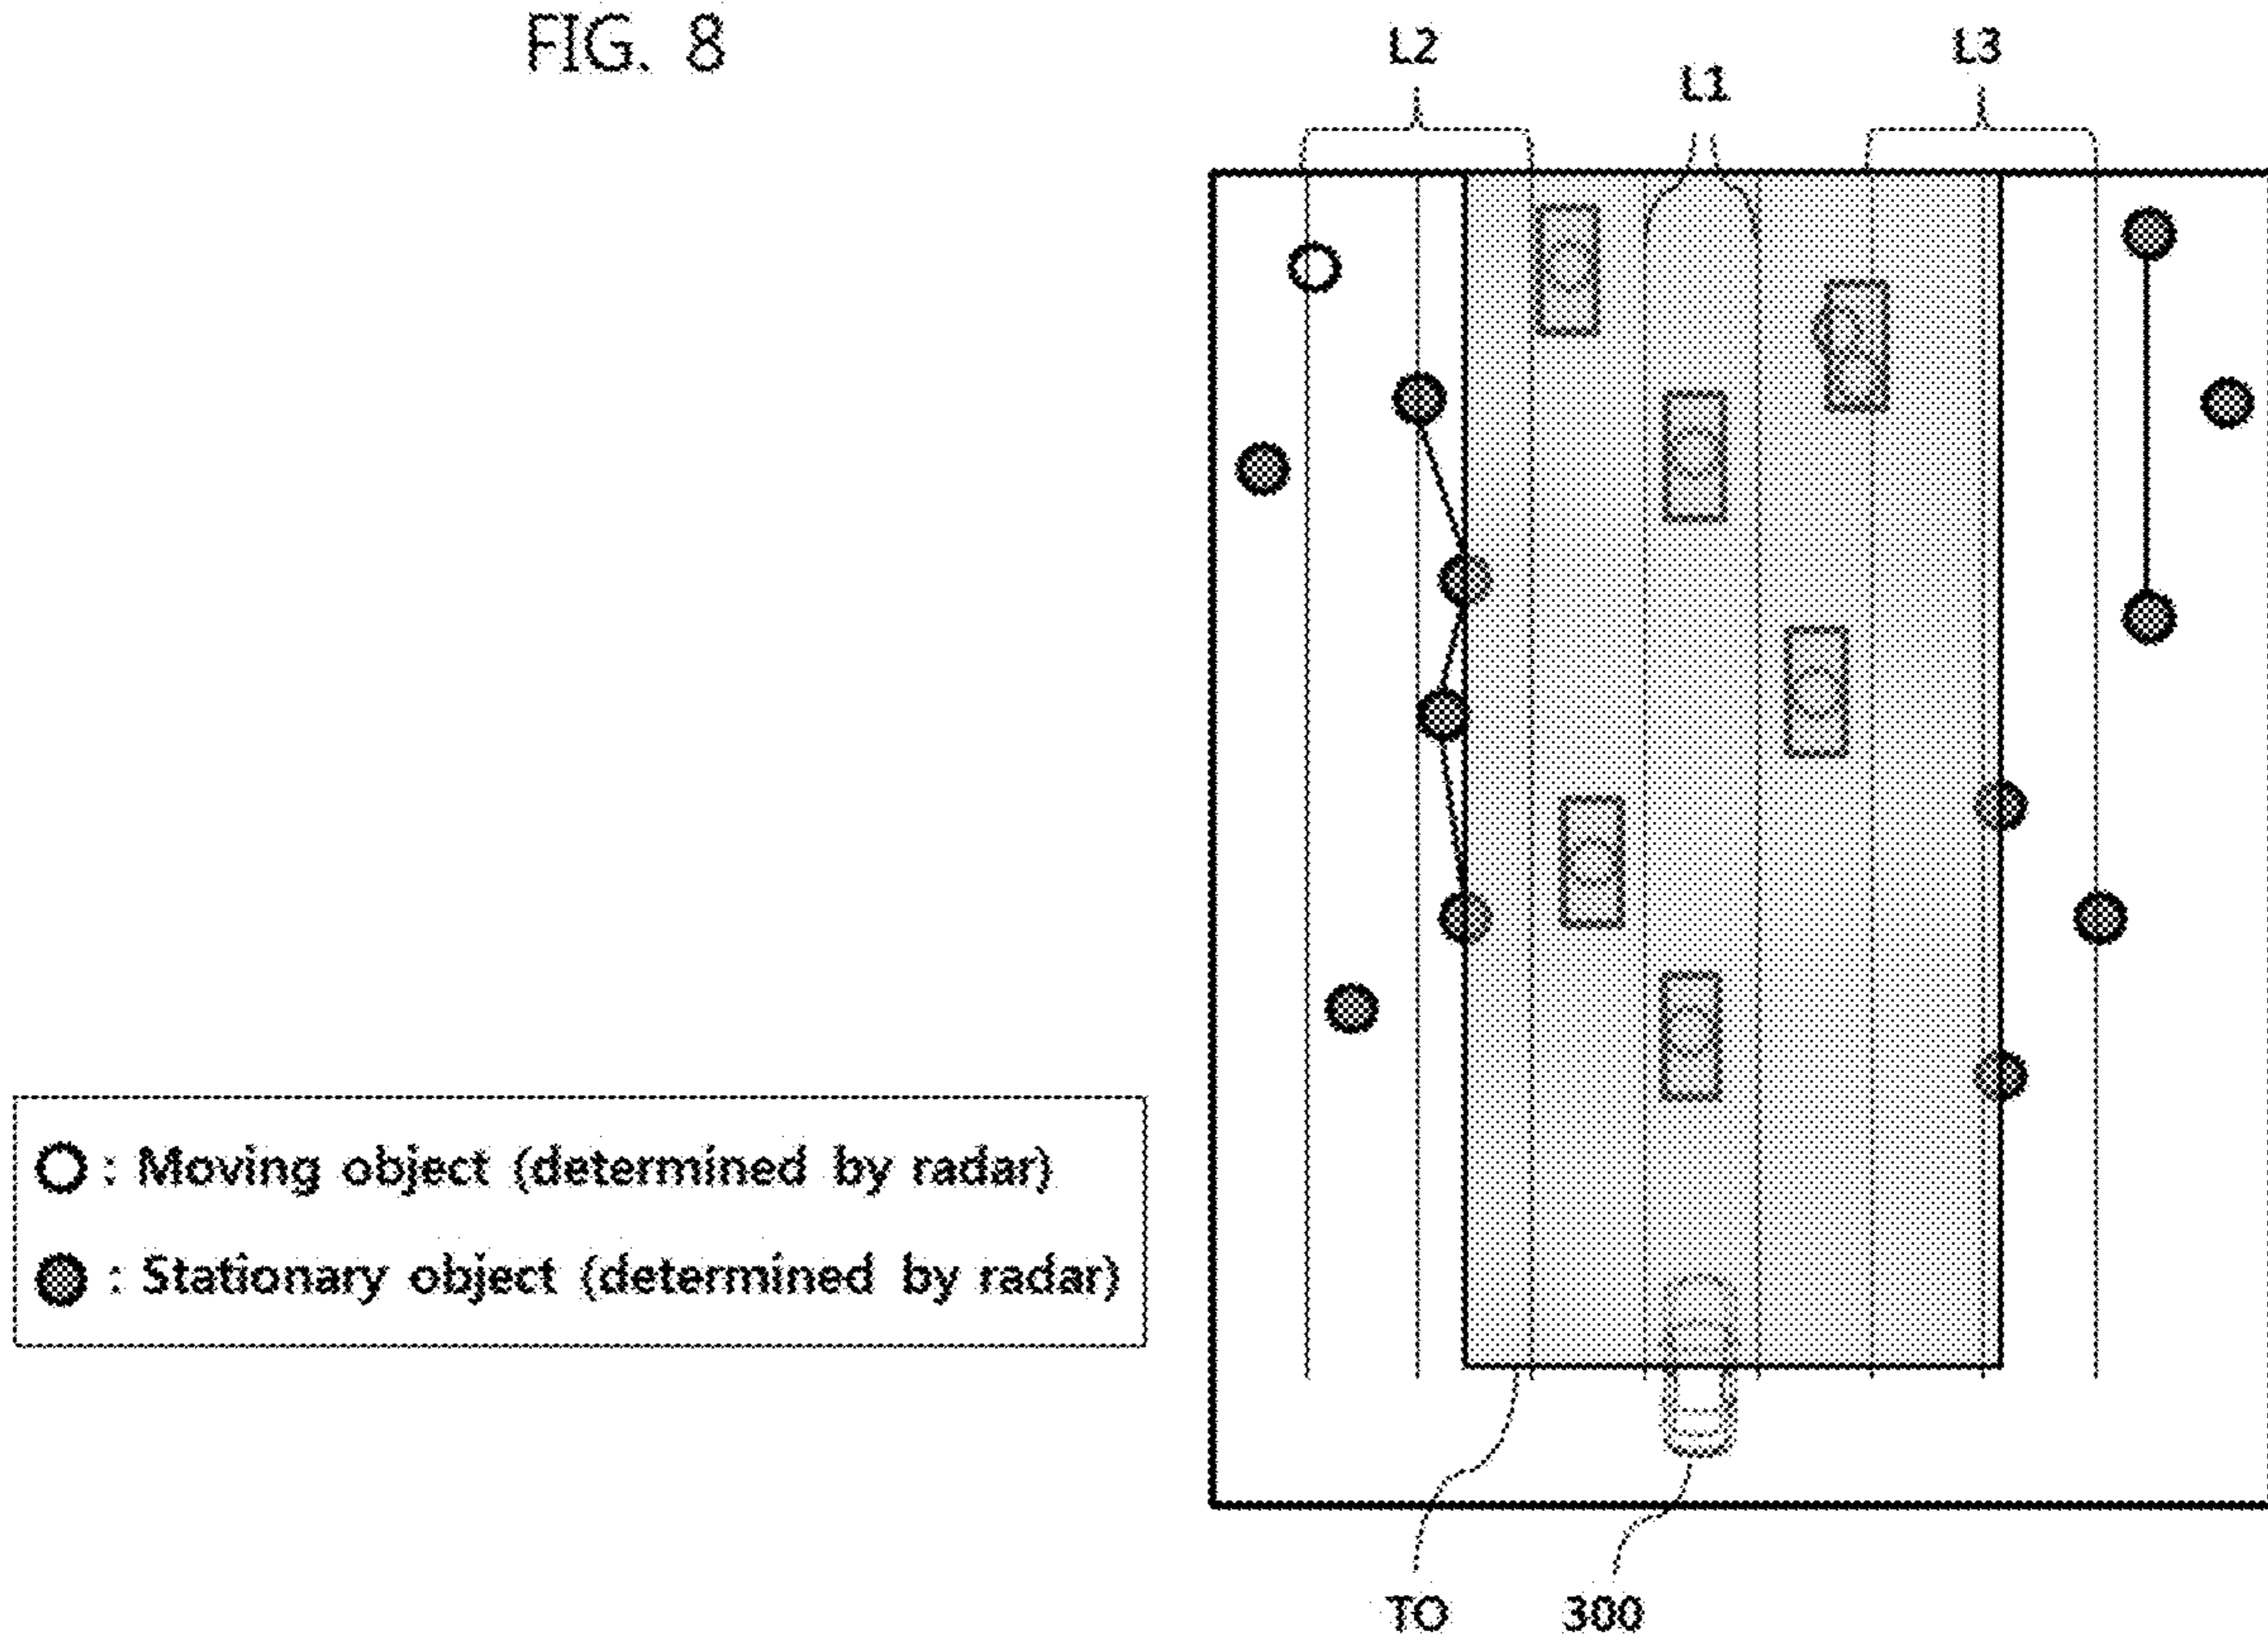 FIG. 8
L2
L1
L3
: Moving object (determined by radar)
: Stationary object (determined by radar)
TO
300